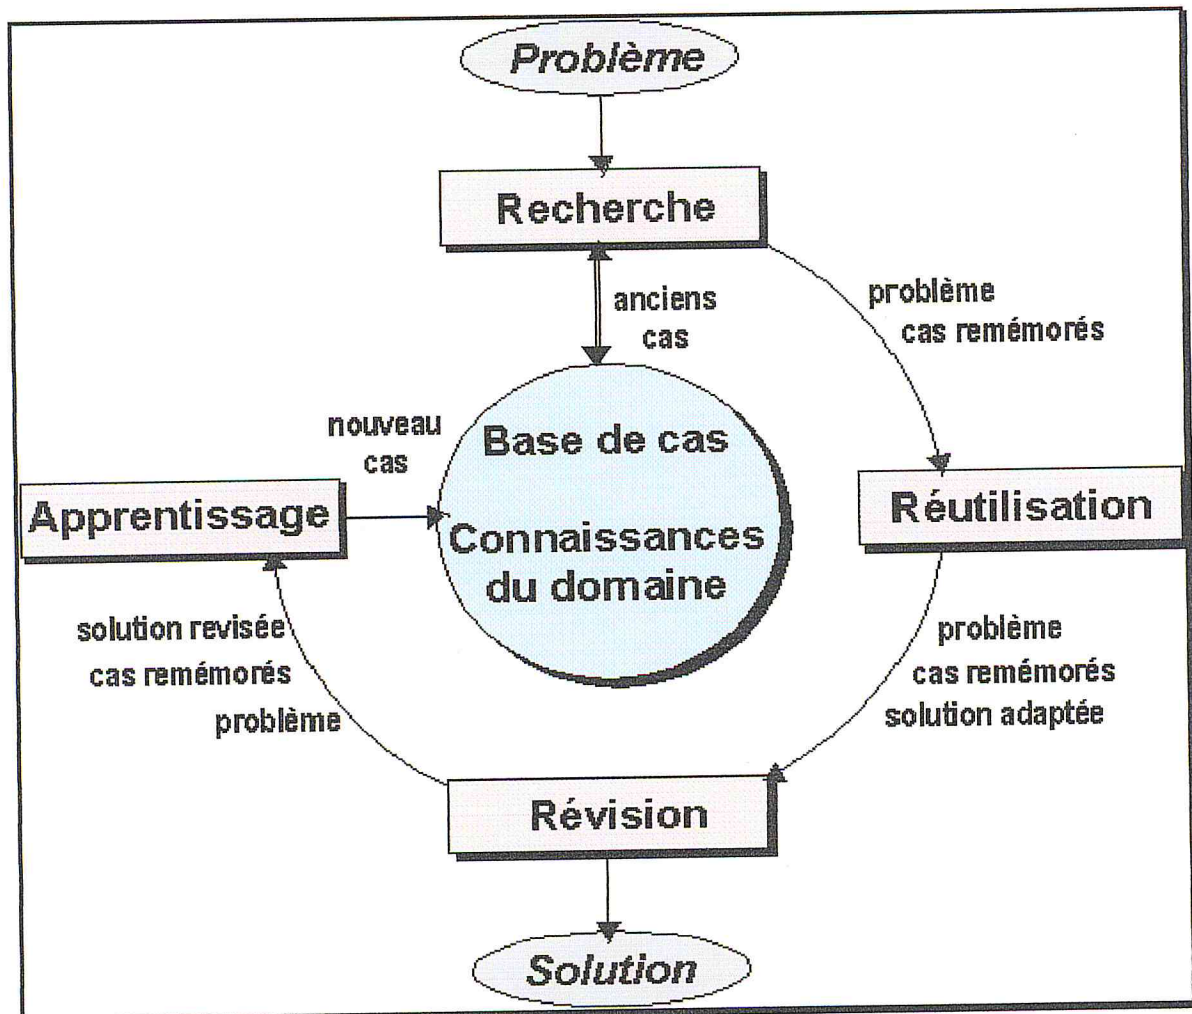 Problème
Recherche
anciens
cas
problème
cas remémorés
nouveau
cas
Base de cas
Connaissances
du domaine
Apprentissage
Réutilisation
solution revisée
cas remémorés
problème
problème
cas remémorés
solution adaptée
Révision
Solution